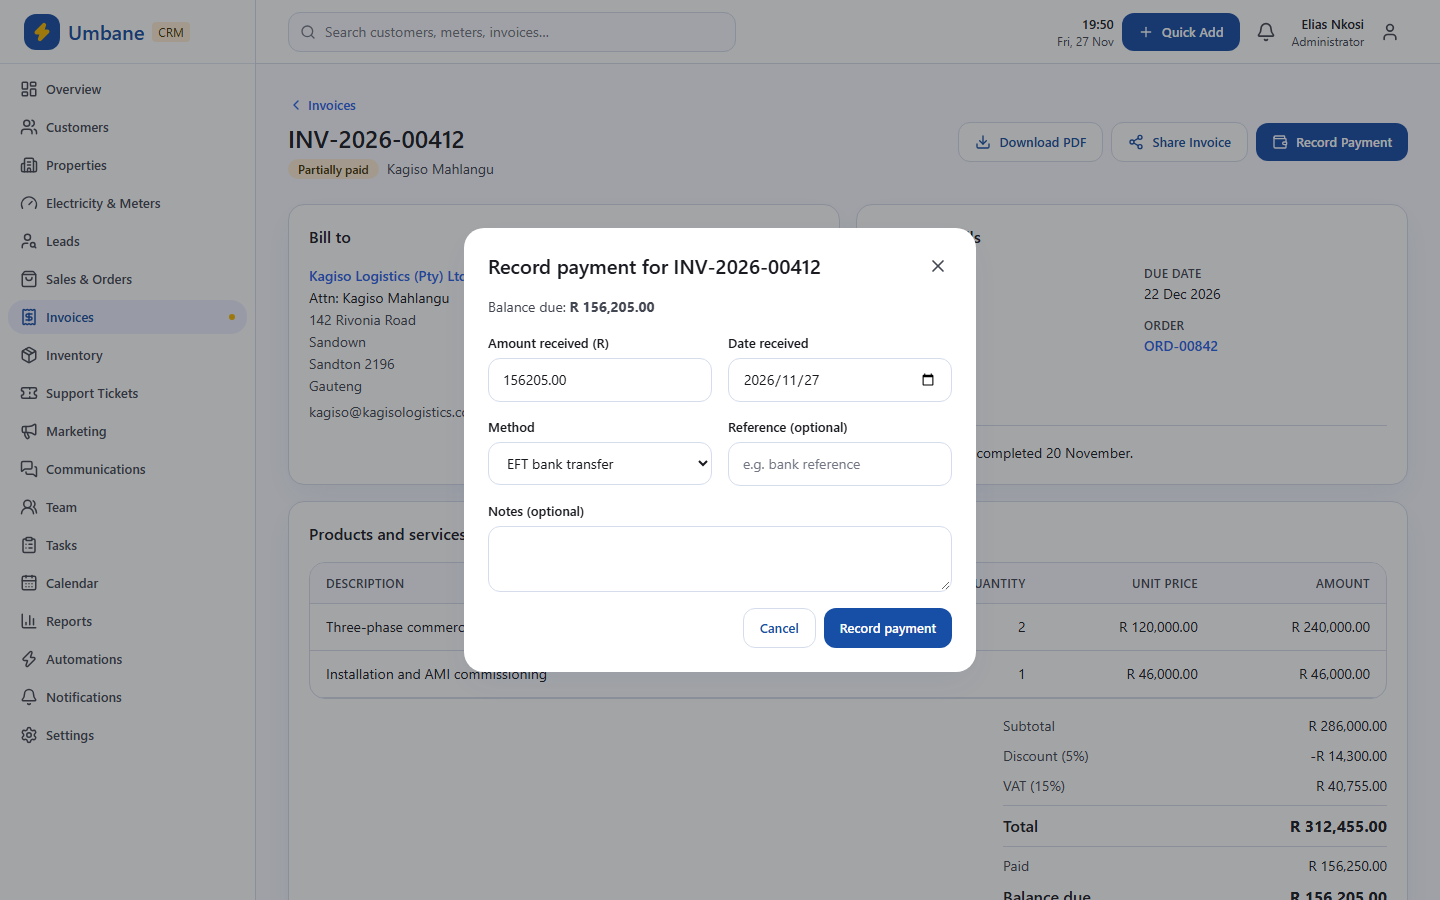 Umbane CRM
Search customers, meters, invoices...
19:50
Fri, 27 Nov
Quick Add
Elias Nkosi
Administrator
Overview
Customers
Properties
Electricity & Meters
Leads
Sales & Orders
Invoices
Inventory
Support Tickets
Marketing
Communications
Team
Tasks
Calendar
Reports
Automations
Notifications
Settings
Invoices
INV-2026-00412
Partially paid Kagiso Mahlangu
Download PDF Share Invoice Record Payment
Bill to
Kagiso Logistics (Pty) Ltd
Attn: Kagiso Mahlangu
142 Rivonia Road
Sandown
Sandton 2196
Gauteng
kagiso@kagisologistics.co
DUE DATE
22 Dec 2026
ORDER
ORD-00842
completed 20 November.
Record payment for INV-2026-00412
Balance due: R 156,205.00
Amount received (R) Date received
156205.00 2026/11/27
Method Reference (optional)
EFT bank transfer e.g. bank reference
Notes (optional)
Cancel Record payment
Products and services
DESCRIPTION UANTITY UNIT PRICE AMOUNT
Three-phase commerc 2 R 120,000.00 R 240,000.00
Installation and AMI commissioning 1 R 46,000.00 R 46,000.00
Subtotal R 286,000.00
Discount (5%) -R 14,300.00
VAT (15%) R 40,755.00
Total R 312,455.00
Paid R 156,250.00
Balance due R 156,205.00